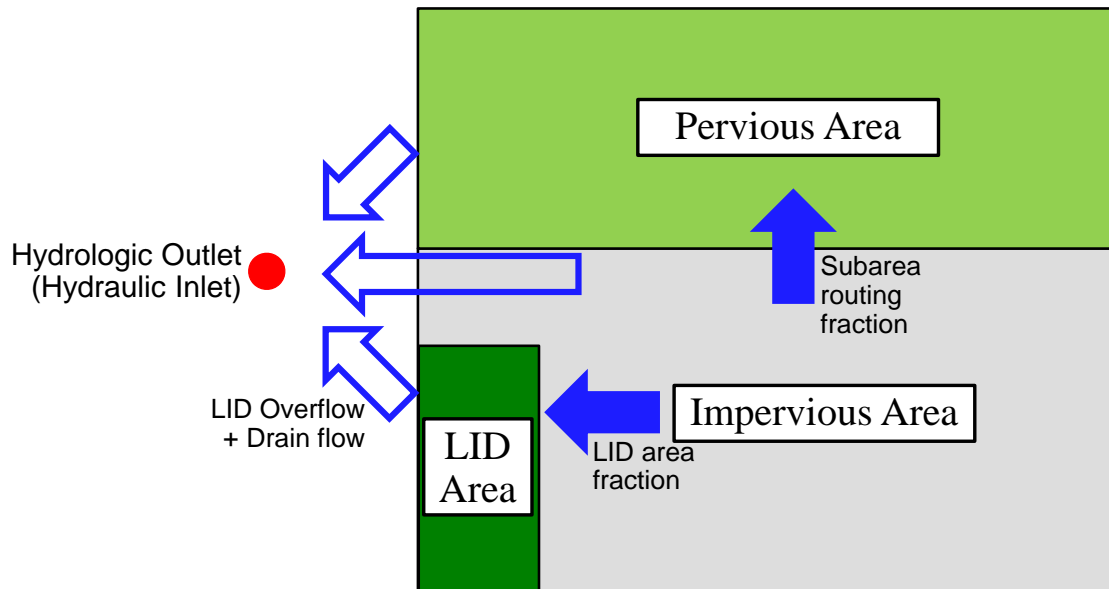 Pervious Area
Hydrologic Outlet
(Hydraulic Inlet)
Subarea
routing
fraction
LID Overflow
+ Drain flow
LID
Area
Impervious Area
LID area
fraction